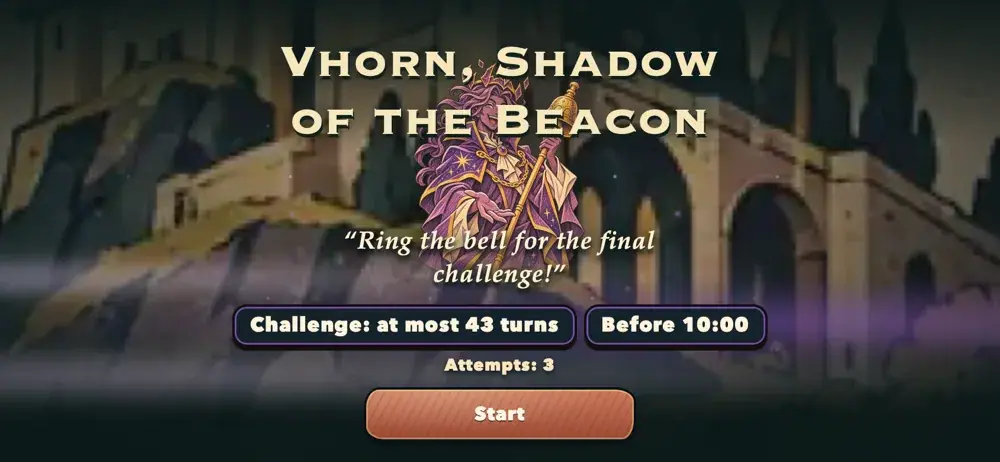 Vhorn, Shadow
of the Beacon
“Ring the bell for the final
challenge!”
Challenge: at most 43 turns
Before 10:00
Attempts: 3
Start